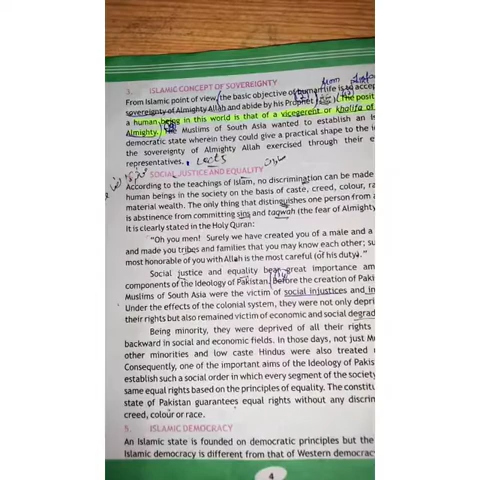 3. ISLAMIC CONCEPT OF SOVEREIGNTY
From Islamic point of view, the basic objective of human life is to accep
sovereignty of Almighty Allah and abide by his Prophet The posit
a human being in this world is that of a vicegerent or khalifa of
Almighty. The Muslims of South Asia wanted to establish an Is
democratic state wherein they could give a practical shape to the i
the sovereignty of Almighty Allah exercised through their e
representatives.
SOCIAL JUSTICE AND EQUALITY
According to the teachings of Islam, no discrimination can be made
human beings in the society on the basis of caste, creed, colour, ra
material wealth. The only thing that distinguishes one person from a
is abstinence from committing sins and taqwah (the fear of Almighty
It is clearly stated in the Holy Quran:
"Oh you men! Surely we have created you of a male and a
and made you tribes and families that you may know each other; su
most honorable of you with Allah is the most careful (of his duty)."
Social justice and equality bear great importance am
components of the Ideology of Pakistan. Before the creation of Paki
Muslims of South Asia were the victim of social injustices and in
Under the effects of the colonial system, they were not only depri
their rights but also remained victim of economic and social degrad
Being minority, they were deprived of all their rights
backward in social and economic fields. In those days, not just Mu
other minorities and low caste Hindus were also treated
Consequently, one of the important aims of the Ideology of Pakist
establish such a social order in which every segment of the society
same equal rights based on the principles of equality. The constitu
state of Pakistan guarantees equal rights without any discrim
creed, colour or race.
5. ISLAMIC DEMOCRACY
An Islamic state is founded on democratic principles but the
Islamic democracy is different from that of Western democracy
4